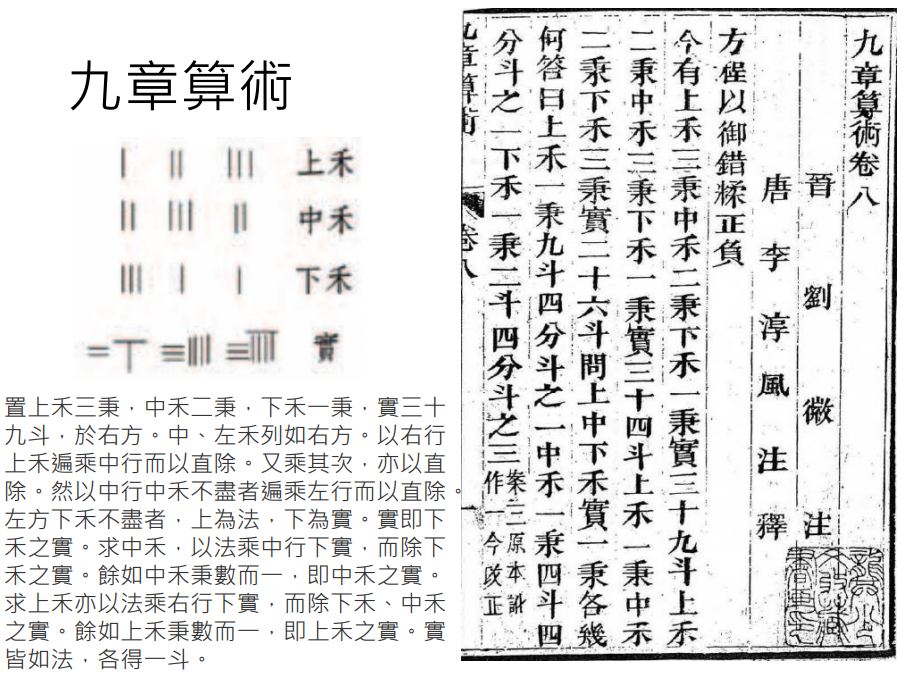 九章算術
| || ||| 上禾
|| ||| || 中禾
||| | | 下禾
=丅 ≡|||| ≡𝍨 實
置上禾三秉，中禾二秉，下禾一秉，實三十
九斗，於右方。中、左禾列如右方。以右行
上禾遍乘中行而以直除。又乘其次，亦以直
除。然以中行中禾不盡者遍乘左行而以直除。
左方下禾不盡者，上為法，下為實。實即下
禾之實。求中禾，以法乘中行下實，而除下
禾之實。餘如中禾秉數而一，即中禾之實。
求上禾亦以法乘右行下實，而除下禾、中禾
之實。餘如上禾秉數而一，即上禾之實。實
皆如法，各得一斗。
九章算術卷八
晉 劉 徽 注
唐 李 淳 風 注 釋
方程以御錯糅正負
今有上禾三秉中禾二秉下禾一秉實三十九斗上禾
二秉中禾三秉下禾一秉實三十四斗上禾一秉中禾
二秉下禾三秉實二十六斗問上中下禾實一秉各幾
何答曰上禾一秉九斗四分斗之一中禾一秉四斗四
分斗之一下禾一秉二斗四分斗之三
案三原本訛
作一今改正
九章算術 卷八